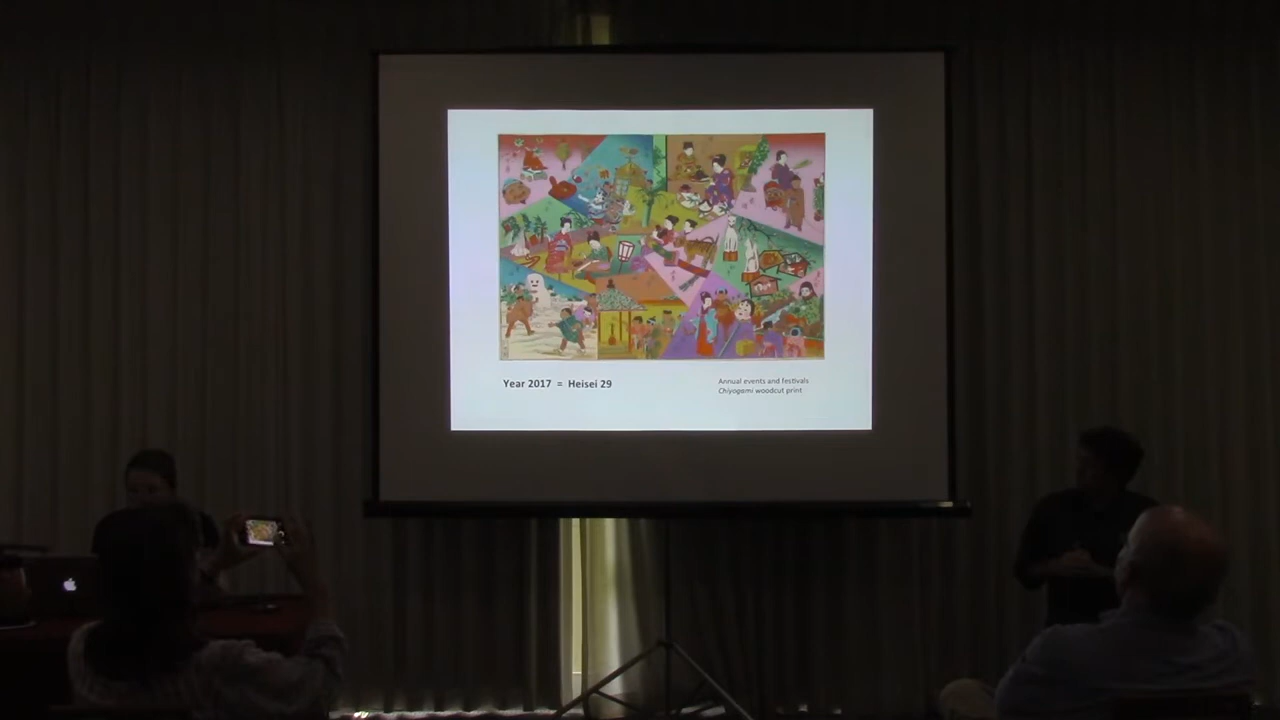 Year 2017 = Heisei 29
Annual events and festivals
Chiyogami woodcut print